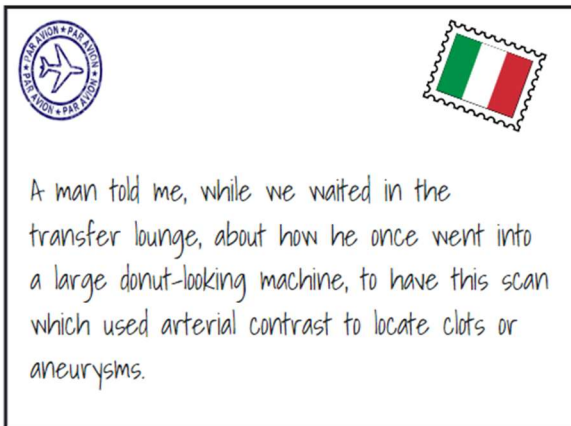 PAR AVION ★ PAR AVION ★ PAR AVION ★ PAR AVION ★
A man told me, while we waited in the
transfer lounge, about how he once went into
a large donut-looking machine, to have this scan
which used arterial contrast to locate clots or
aneurysms.